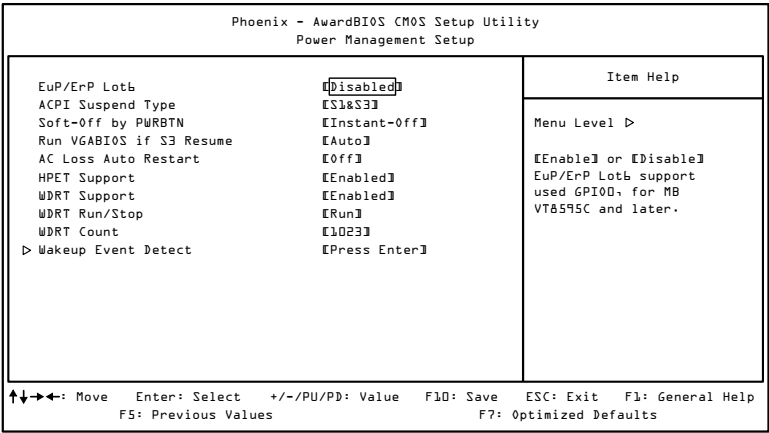 Phoenix - AwardBIOS CMOS Setup Utility
Power Management Setup
EuP/ErP Lot6 [Disabled]
ACPI Suspend Type [S1&S3]
Soft-Off by PWRBTN [Instant-Off]
Run VGABIOS if S3 Resume [Auto]
AC Loss Auto Restart [Off]
HPET Support [Enabled]
WDRT Support [Enabled]
WDRT Run/Stop [Run]
WDRT Count [1023]
▷ Wakeup Event Detect [Press Enter]
Item Help
Menu Level ▷
[Enable] or [Disable]
EuP/ErP Lot6 support
used GPIO0, for MB
VT8595C and later.
↑↓→←: Move Enter: Select +/-/PU/PD: Value F10: Save ESC: Exit F1: General Help
F5: Previous Values F7: Optimized Defaults